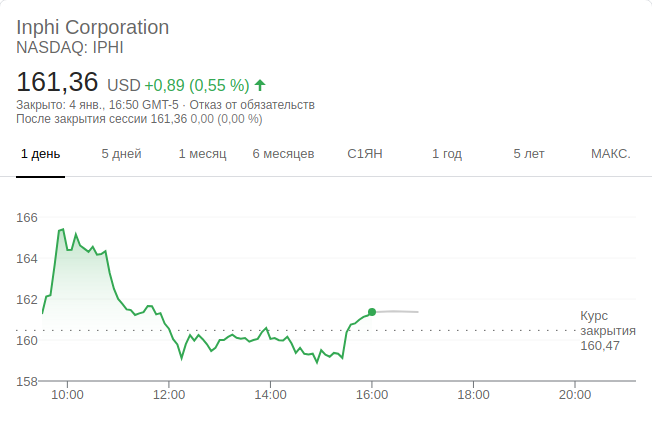 Inphi Corporation
NASDAQ: IPHI
161,36 USD +0,89 (0,55 %)
Закрыто: 4 янв., 16:50 GMT-5 · Отказ от обязательств
После закрытия сессии 161,36 0,00 (0,00 %)
1 день 5 дней 1 месяц 6 месяцев С1ЯН 1 год 5 лет МАКС.
166
164
162
Курс
закрытия
160,47
160
158
10:00 12:00 14:00 16:00 18:00 20:00